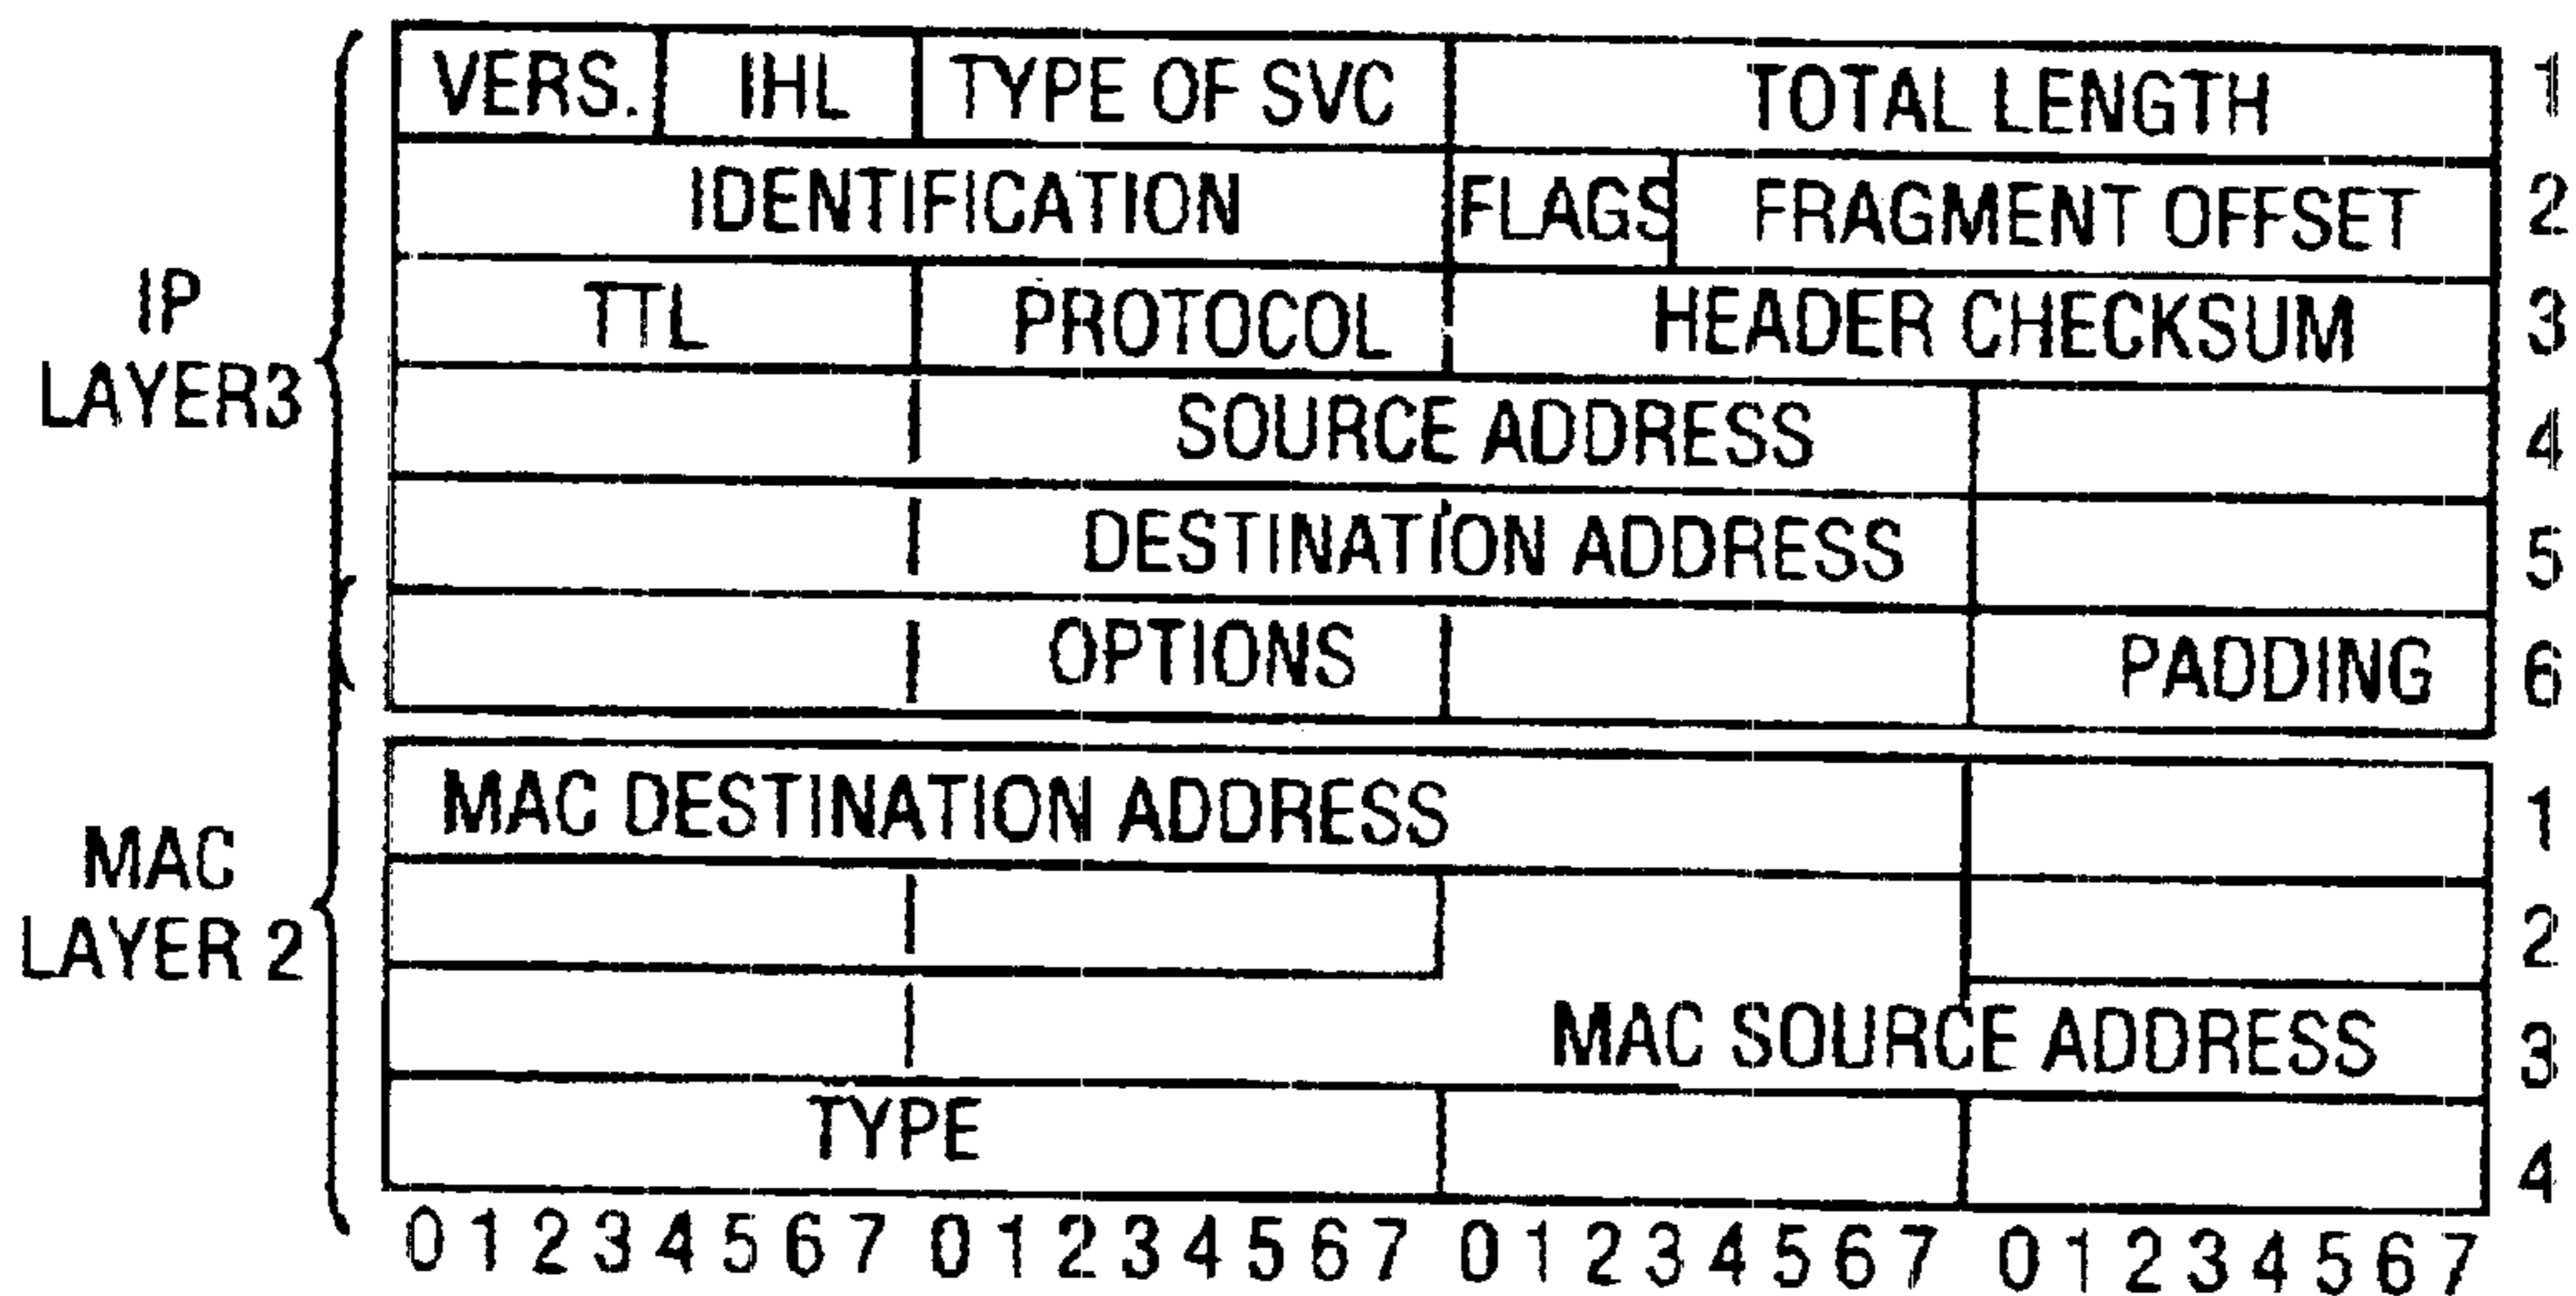 VERS. IHL TYPE OF SVC TOTAL LENGTH 1
IDENTIFICATION FLAGS FRAGMENT OFFSET 2
TTL PROTOCOL HEADER CHECKSUM 3
IP
LAYER3
SOURCE ADDRESS 4
DESTINATION ADDRESS 5
OPTIONS PADDING 6
MAC DESTINATION ADDRESS 1
MAC
LAYER 2
2
MAC SOURCE ADDRESS 3
TYPE 4
0 1 2 3 4 5 6 7 0 1 2 3 4 5 6 7 0 1 2 3 4 5 6 7 0 1 2 3 4 5 6 7